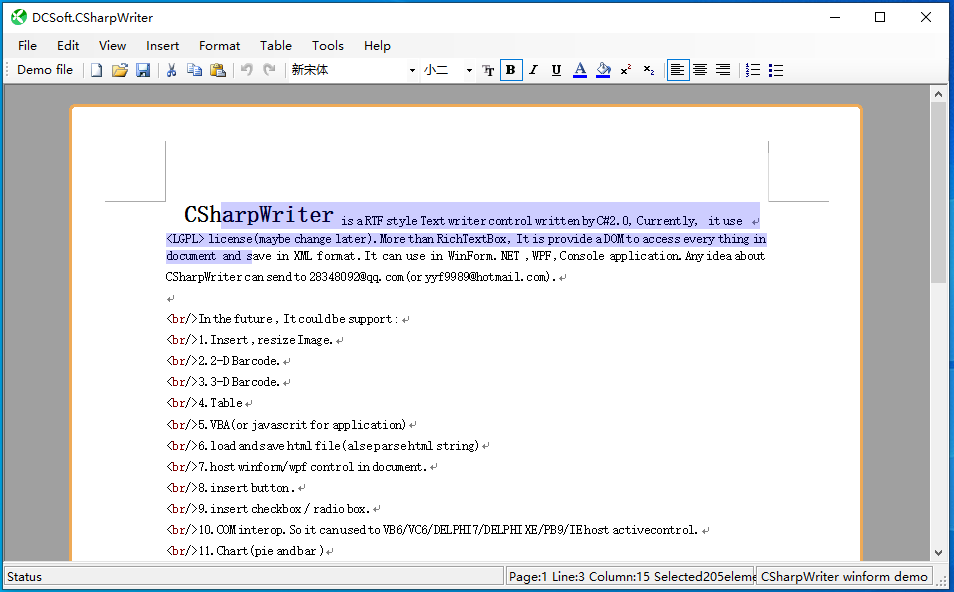 DCSoft.CSharpWriter
File Edit View Insert Format Table Tools Help
Demo file 新宋体 小二 TT B I U A x² x₂
CSharpWriter is a RTF style Text writer control written by C#2.0, Currently, it use
<LGPL> license(maybe change later). More than RichTextBox, It is provide a DOM to access every thing in
document and save in XML format. It can use in WinForm.NET , WPF, Console application. Any idea about
CSharpWriter can send to 28348092@qq.com(or yyf9989@hotmail.com).
<br/>In the future , It could be support :
<br/>1. Insert , resize Image.
<br/>2.2-D Barcode.
<br/>3.3-D Barcode.
<br/>4. Table
<br/>5. VBA(or javascrit for application)
<br/>6. load and save html file(alse parse html string)
<br/>7. host winform/wpf control in document.
<br/>8. insert button .
<br/>9. insert checkbox / radio box.
<br/>10. COM interop. So it can used to VB6/VC6/DELPHI7/DELPHI XE/PB9/IE host activecontrol.
<br/>11. Chart(pie and bar )
Status Page:1 Line:3 Column:15 Selected205eleme CSharpWriter winform demo